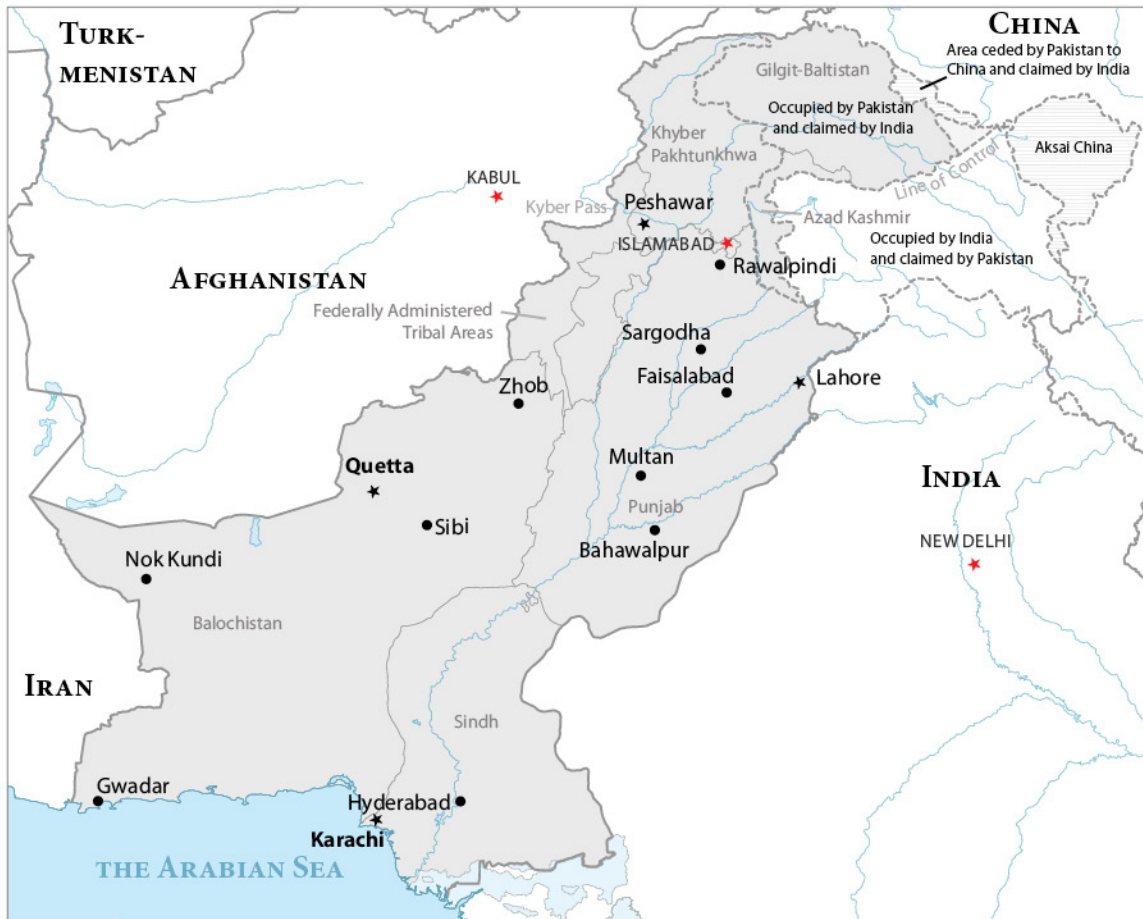 TURK-
MENISTAN
CHINA
Area ceded by Pakistan to
China and claimed by India
Gilgit-Baltistan
Occupied by Pakistan
and claimed by India
Khyber
Pakhtunkhwa
Aksai China
Line of Control
KABUL
Kyber Pass
Peshawar
Azad Kashmir
ISLAMABAD
Occupied by India
and claimed by Pakistan
Rawalpindi
AFGHANISTAN
Federally Administered
Tribal Areas
Sargodha
Faisalabad
Lahore
Zhob
Multan
Quetta
INDIA
Punjab
Sibi
Bahawalpur
NEW DELHI
Nok Kundi
Balochistan
IRAN
Sindh
Gwadar
Hyderabad
Karachi
THE ARABIAN SEA